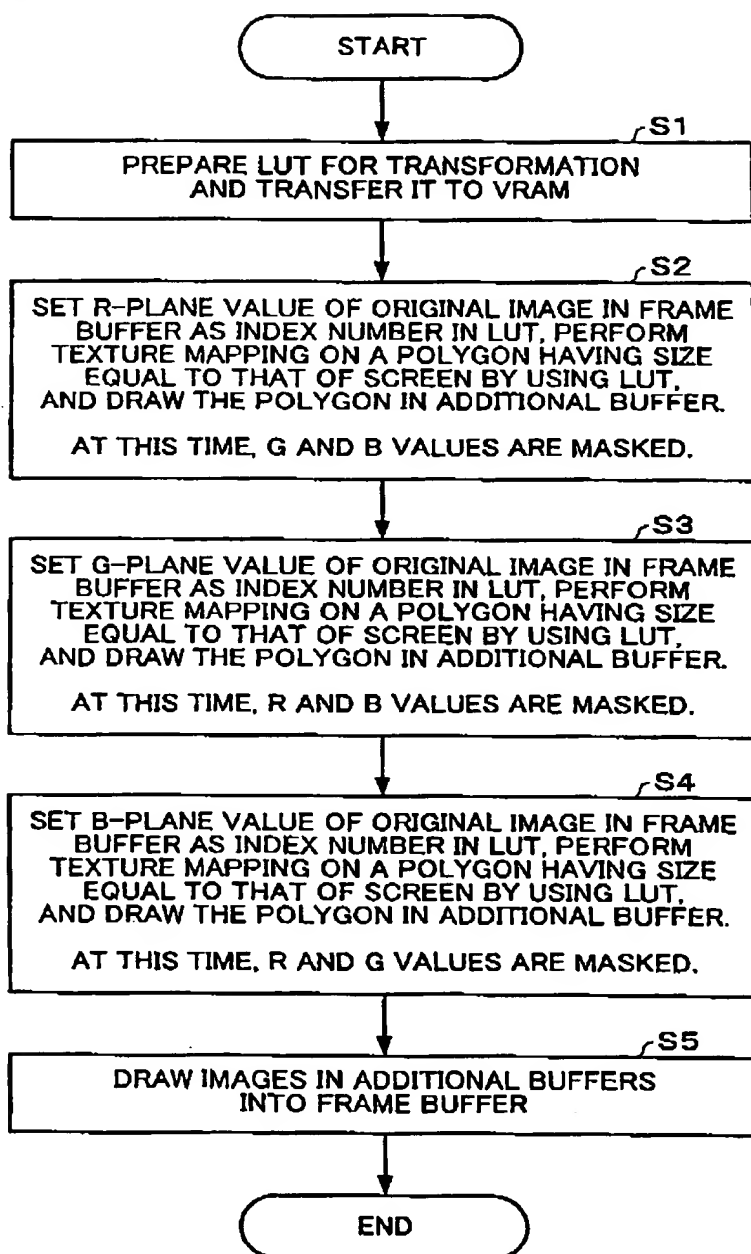 START
S1
PREPARE LUT FOR TRANSFORMATION
AND TRANSFER IT TO VRAM
S2
SET R-PLANE VALUE OF ORIGINAL IMAGE IN FRAME
BUFFER AS INDEX NUMBER IN LUT, PERFORM
TEXTURE MAPPING ON A POLYGON HAVING SIZE
EQUAL TO THAT OF SCREEN BY USING LUT,
AND DRAW THE POLYGON IN ADDITIONAL BUFFER.
AT THIS TIME, G AND B VALUES ARE MASKED.
S3
SET G-PLANE VALUE OF ORIGINAL IMAGE IN FRAME
BUFFER AS INDEX NUMBER IN LUT, PERFORM
TEXTURE MAPPING ON A POLYGON HAVING SIZE
EQUAL TO THAT OF SCREEN BY USING LUT,
AND DRAW THE POLYGON IN ADDITIONAL BUFFER.
AT THIS TIME, R AND B VALUES ARE MASKED.
S4
SET B-PLANE VALUE OF ORIGINAL IMAGE IN FRAME
BUFFER AS INDEX NUMBER IN LUT, PERFORM
TEXTURE MAPPING ON A POLYGON HAVING SIZE
EQUAL TO THAT OF SCREEN BY USING LUT,
AND DRAW THE POLYGON IN ADDITIONAL BUFFER.
AT THIS TIME, R AND G VALUES ARE MASKED.
S5
DRAW IMAGES IN ADDITIONAL BUFFERS
INTO FRAME BUFFER
END